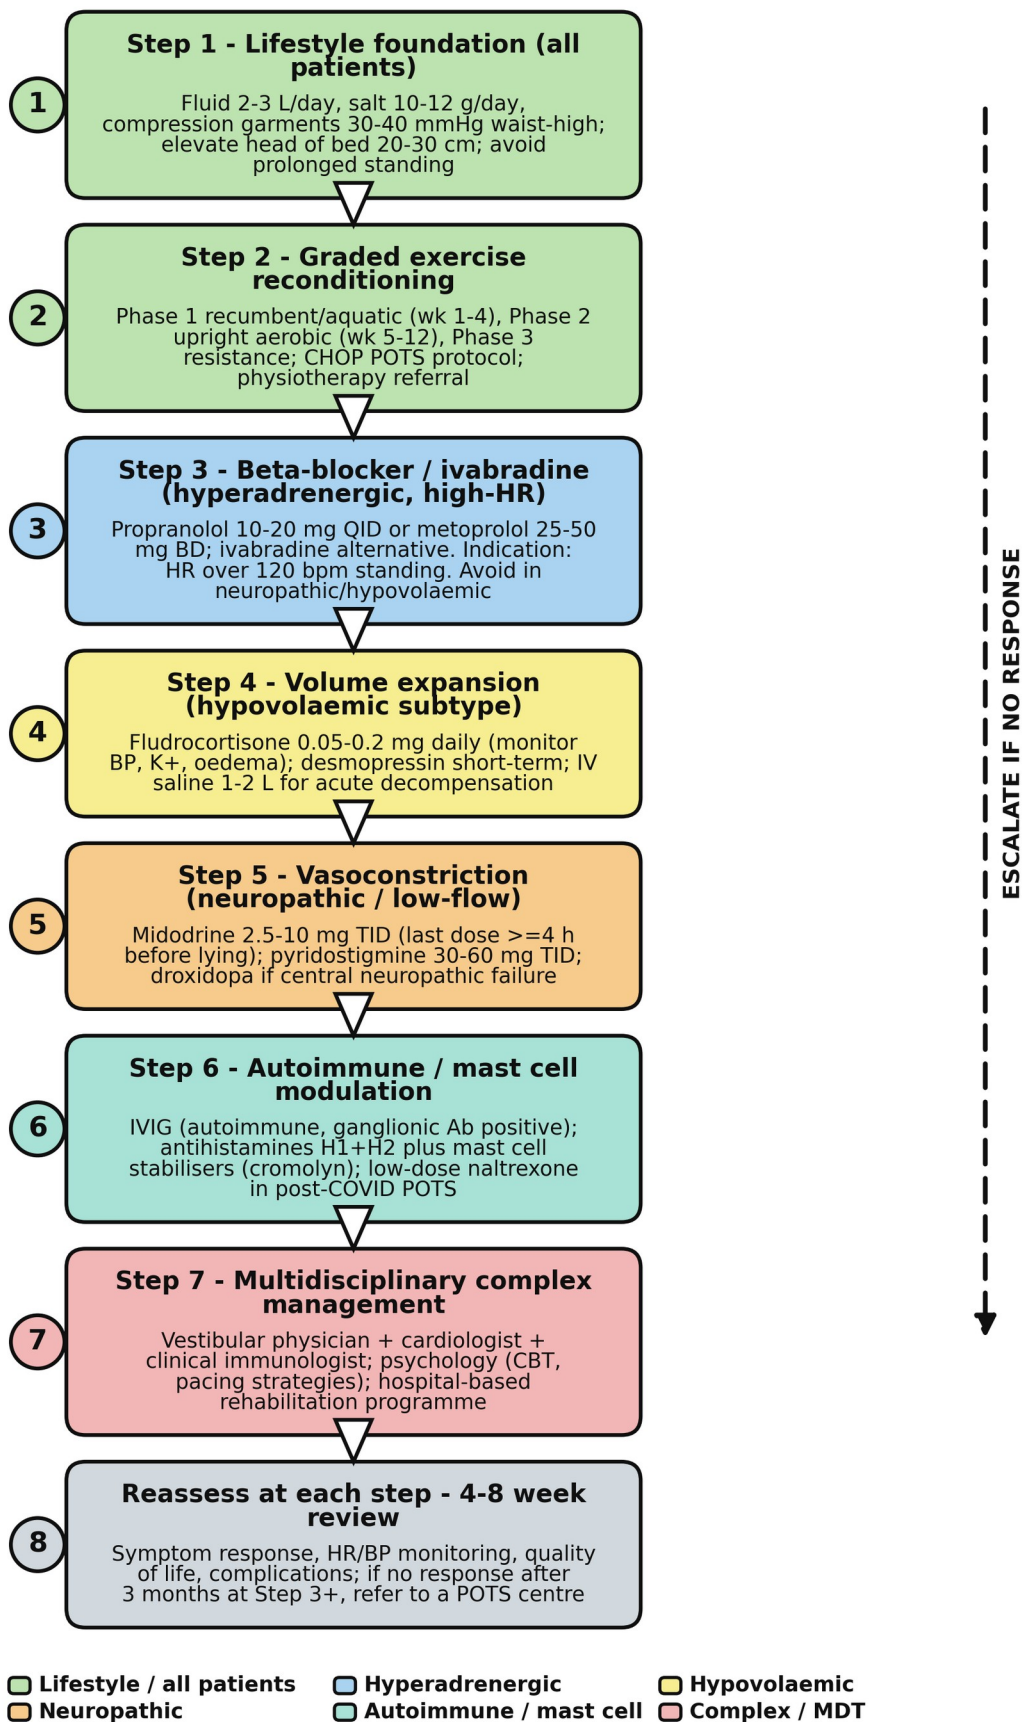 Step 1 - Lifestyle foundation (all
patients)
1
Fluid 2-3 L/day, salt 10-12 g/day,
compression garments 30-40 mmHg waist-high;
elevate head of bed 20-30 cm; avoid
prolonged standing
Step 2 - Graded exercise
reconditioning
2
Phase 1 recumbent/aquatic (wk 1-4), Phase 2
upright aerobic (wk 5-12), Phase 3
resistance; CHOP POTS protocol;
physiotherapy referral
Step 3 - Beta-blocker / ivabradine
(hyperadrenergic, high-HR)
3
Propranolol 10-20 mg QID or metoprolol 25-50
mg BD; ivabradine alternative. Indication:
HR over 120 bpm standing. Avoid in
neuropathic/hypovolaemic
Step 4 - Volume expansion
(hypovolaemic subtype)
4
Fludrocortisone 0.05-0.2 mg daily (monitor
BP, K+, oedema); desmopressin short-term; IV
saline 1-2 L for acute decompensation
Step 5 - Vasoconstriction
(neuropathic / low-flow)
5
Midodrine 2.5-10 mg TID (last dose >=4 h
before lying); pyridostigmine 30-60 mg TID;
droxidopa if central neuropathic failure
Step 6 - Autoimmune / mast cell
modulation
6
IVIG (autoimmune, ganglionic Ab positive);
antihistamines H1+H2 plus mast cell
stabilisers (cromolyn); low-dose naltrexone
in post-COVID POTS
Step 7 - Multidisciplinary complex
management
7
Vestibular physician + cardiologist +
clinical immunologist; psychology (CBT,
pacing strategies); hospital-based
rehabilitation programme
Reassess at each step - 4-8 week
review
8
Symptom response, HR/BP monitoring, quality
of life, complications; if no response after
3 months at Step 3+, refer to a POTS centre
ESCALATE IF NO RESPONSE
Lifestyle / all patients
Hyperadrenergic
Hypovolaemic
Neuropathic
Autoimmune / mast cell
Complex / MDT